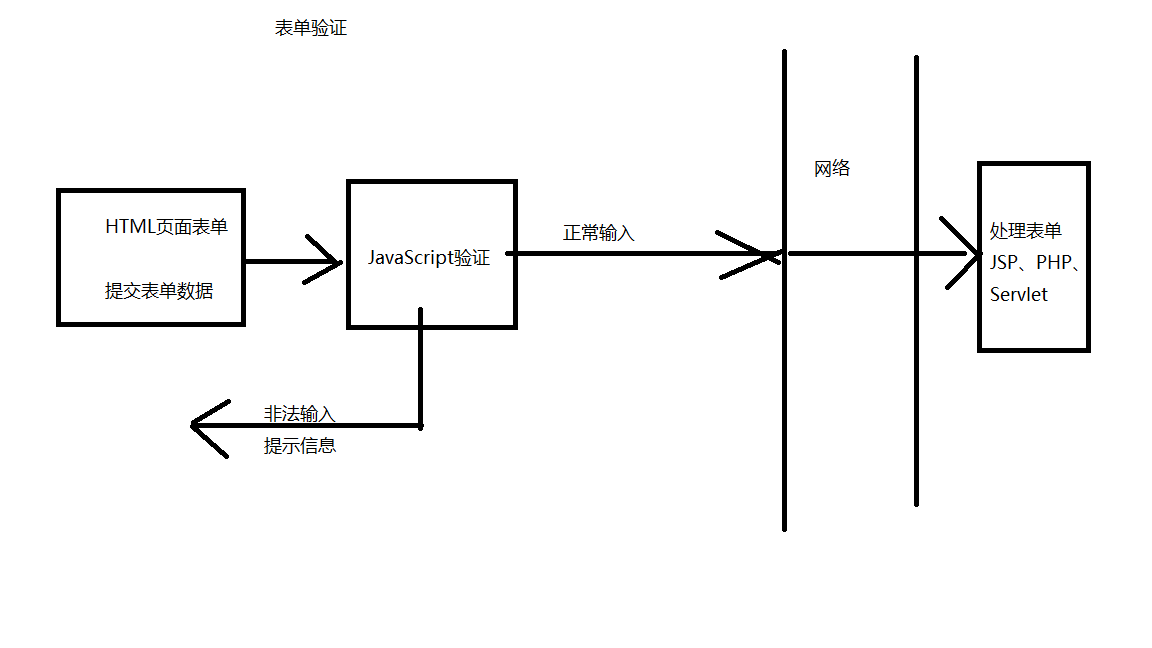 表单验证
网络
HTML页面表单
提交表单数据
JavaScript验证
正常输入
处理表单
JSP、PHP、
Servlet
非法输入
提示信息